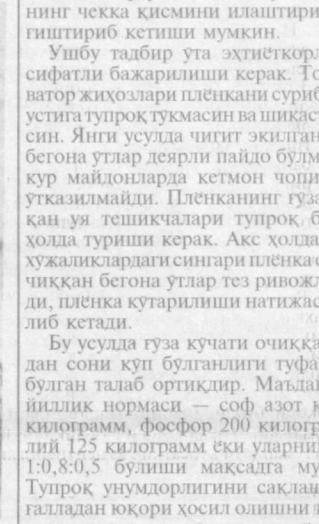 нинг чекка қисмини илаштири
гиштириб кетиши мумкин.
Ушбу тадбир ўта эҳтиёткорл
сифатли бажарилиши керак. То
ватор жиҳозлари плёнкани суриб
устига тупроқ тўкмасин ва шикаст
син. Янги усулда чигит экилган
бегона ўтлар деярли пайдо бўлм
кур майдонларда кетмон чопи
ўтказилмайди. Плёнканинг ғўза
қан уя тешикчалари тупроқ б
ҳолда туриши керак. Акс ҳолда
хўжаликлардаги сингари плёнка
чиққан бегона ўтлар тез ривожл
ди, плёнка кўтарилиши натижас
либ кетади.
Бу усулда ғўза кўчати очиққа
дан сони кўп бўлганлиги туфа
бўлган талаб ортиқдир. Маъдан
йиллик нормаси — соф азот к
килограмм, фосфор 200 килогр
лий 125 килограмм ёки уларни
1:0,8:0,5 бўлиши мақсадга му
Тупроқ унумдорлигини сақлаш
ғалладан юқори ҳосил олишни